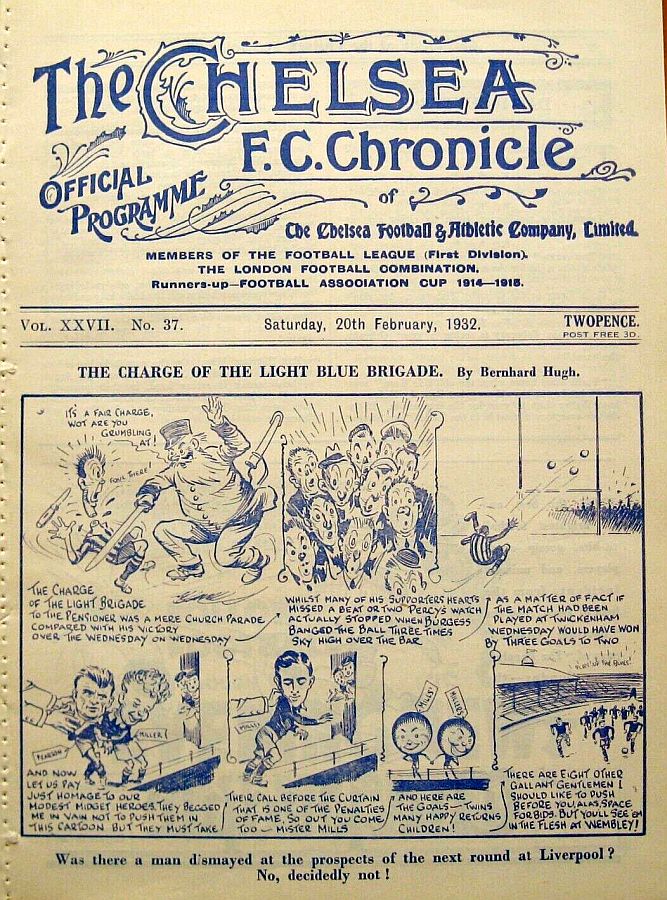 The CHELSEA
F.C. Chronicle
OFFICIAL
PROGRAMME
of
The Chelsea Football & Athletic Company, Limited.
MEMBERS OF THE FOOTBALL LEAGUE (First Division).
THE LONDON FOOTBALL COMBINATION.
Runners-up—FOOTBALL ASSOCIATION CUP 1914—1915.
VOL. XXVII. No. 37.
Saturday, 20th February, 1932.
TWOPENCE.
POST FREE 3D.
THE CHARGE OF THE LIGHT BLUE BRIGADE. By Bernhard Hugh.
IT'S A FAIR CHARGE,
WOT ARE YOU
GRUMBLING
AT!
FOUL THERE!
THE CHARGE
OF THE LIGHT BRIGADE
TO THE PENSIONER WAS A MERE CHURCH PARADE
COMPARED WITH HIS VICTORY
OVER THE WEDNESDAY ON WEDNESDAY
WHILST MANY OF HIS SUPPORTERS HEARTS
MISSED A BEAT OR TWO PERCY'S WATCH
ACTUALLY STOPPED WHEN BURGESS
BANGED THE BALL THREE TIMES
SKY HIGH OVER THE BAR
AS A MATTER OF FACT IF
THE MATCH HAD BEEN
PLAYED AT TWICKENHAM
WEDNESDAY WOULD HAVE WON
BY THREE GOALS TO TWO
PEARSON
MILLER!
AND NOW
LET US PAY
JUST HOMAGE TO OUR
MODEST MIDGET HEROES. THEY BEGGED
ME IN VAIN NOT TO PUSH THEM IN
THIS CARTOON BUT THEY MUST TAKE
MILLS
THEIR CALL BEFORE THE CURTAIN
THAT IS ONE OF THE PENALTIES
OF FAME, SO OUT YOU COME
TOO — MISTER MILLS
MILLS'
MILLER'S
AND HERE ARE
THE GOALS — TWINS
MANY HAPPY RETURNS
CHILDREN!
PLAY UP THE BLUES!
THERE ARE EIGHT OTHER
GALLANT GENTLEMEN I
SHOULD LIKE TO PUSH
BEFORE YOU, ALAS, SPACE
FORBIDS. BUT YOU'LL SEE EM
IN THE FLESH AT WEMBLEY!
Was there a man dismayed at the prospects of the next round at Liverpool?
No, decidedly not!